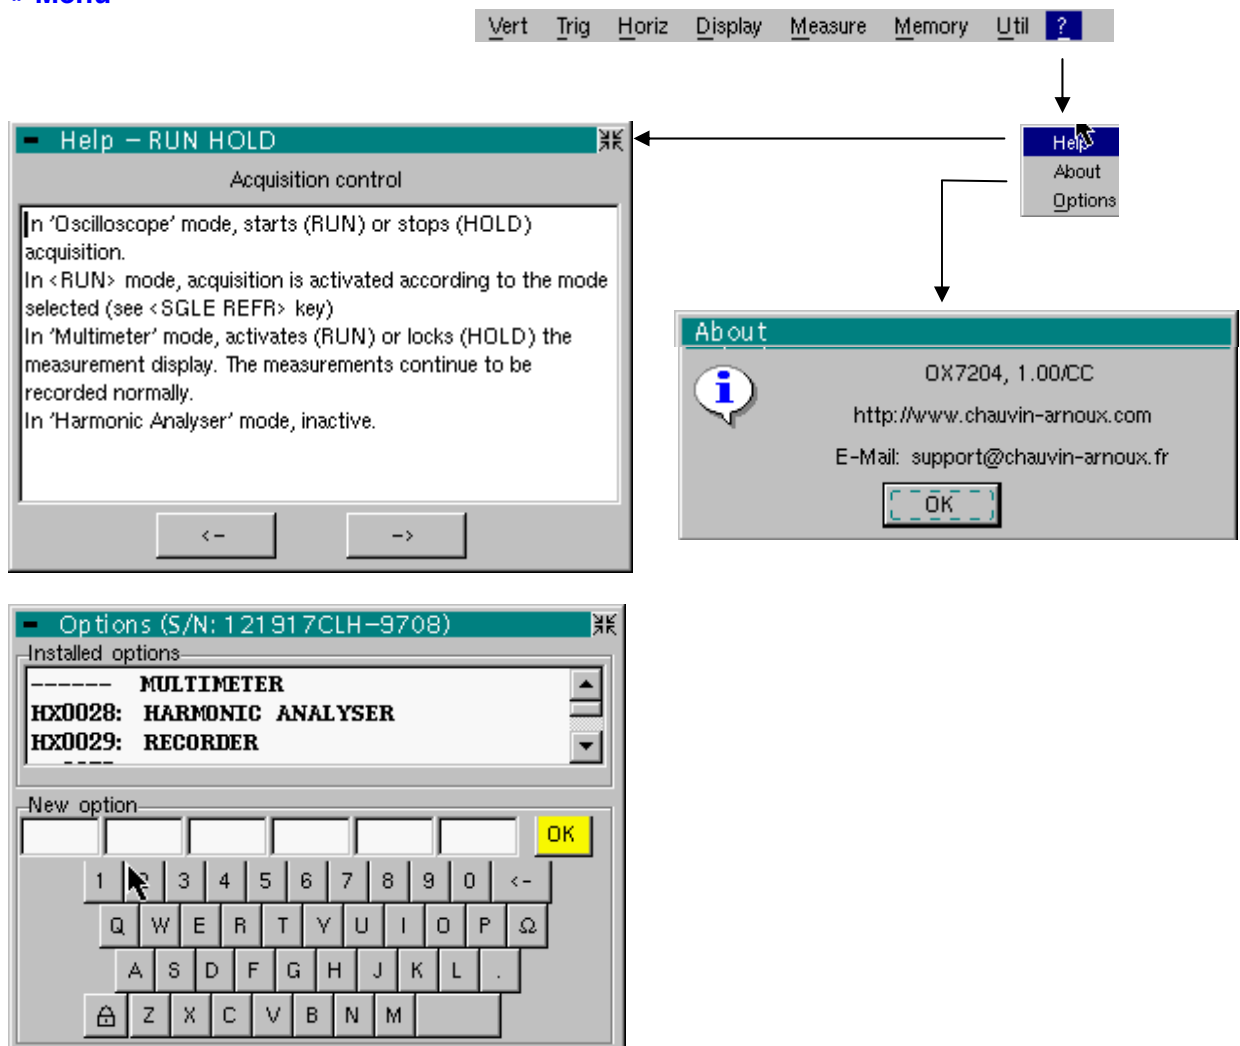 Vert Trig Horiz Display Measure Memory Util ?
Help
About
Options
Help - RUN HOLD
Acquisition control
In 'Oscilloscope' mode, starts (RUN) or stops (HOLD)
acquisition.
In <RUN> mode, acquisition is activated according to the mode
selected (see <SGLE REFR> key)
In 'Multimeter' mode, activates (RUN) or locks (HOLD) the
measurement display. The measurements continue to be
recorded normally.
In 'Harmonic Analyser' mode, inactive.
<- ->
About
OX7204, 1.00/CC
http://www.chauvin-arnoux.com
E-Mail: support@chauvin-arnoux.fr
OK
Options (S/N: 121917CLH-9708)
Installed options
------ MULTIMETER
HX0028: HARMONIC ANALYSER
HX0029: RECORDER
New option
OK
1 2 3 4 5 6 7 8 9 0 <-
Q W E R T Y U I O P Ω
A S D F G H J K L .
Z X C V B N M